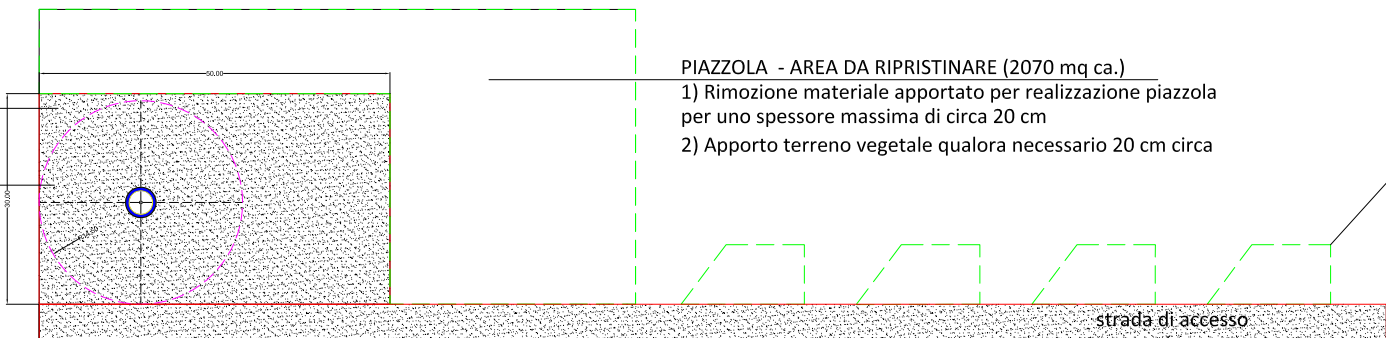 50.00
PIAZZOLA - AREA DA RIPRISTINARE (2070 mq ca.)
1) Rimozione materiale apportato per realizzazione piazzola
per uno spessore massima di circa 20 cm
2) Apporto terreno vegetale qualora necessario 20 cm circa
30.00
strada di accesso